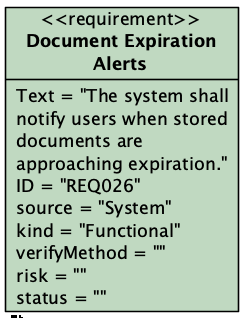 <<requirement>>
Document Expiration
Alerts
Text = "The system shall
notify users when stored
documents are
approaching expiration."
ID = "REQ026"
source = "System"
kind = "Functional"
verifyMethod = ""
risk = ""
status = ""